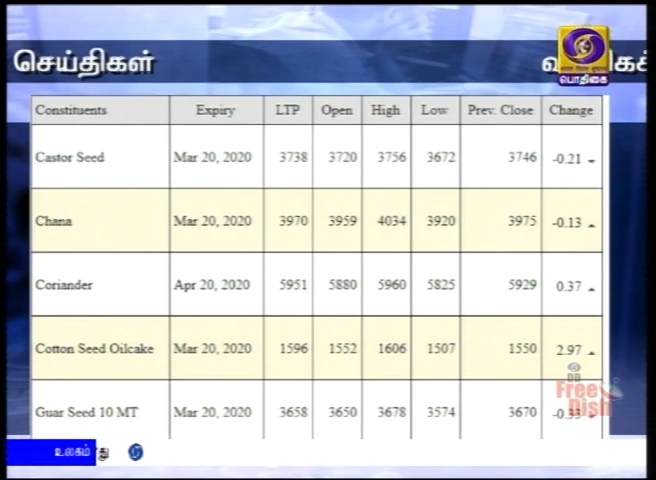 செய்திகள்
பொதிகை
Constituents Expiry LTP Open High Low Prev. Close Change
Castor Seed Mar 20, 2020 3738 3720 3756 3672 3746 -0.21
Chana Mar 20, 2020 3970 3959 4034 3920 3975 -0.13
Coriander Apr 20, 2020 5951 5880 5960 5825 5929 0.37
Cotton Seed Oilcake Mar 20, 2020 1596 1552 1606 1507 1550 2.97
Guar Seed 10 MT Mar 20, 2020 3658 3650 3678 3574 3670 -0.33
DD
Free Dish
உலகம்